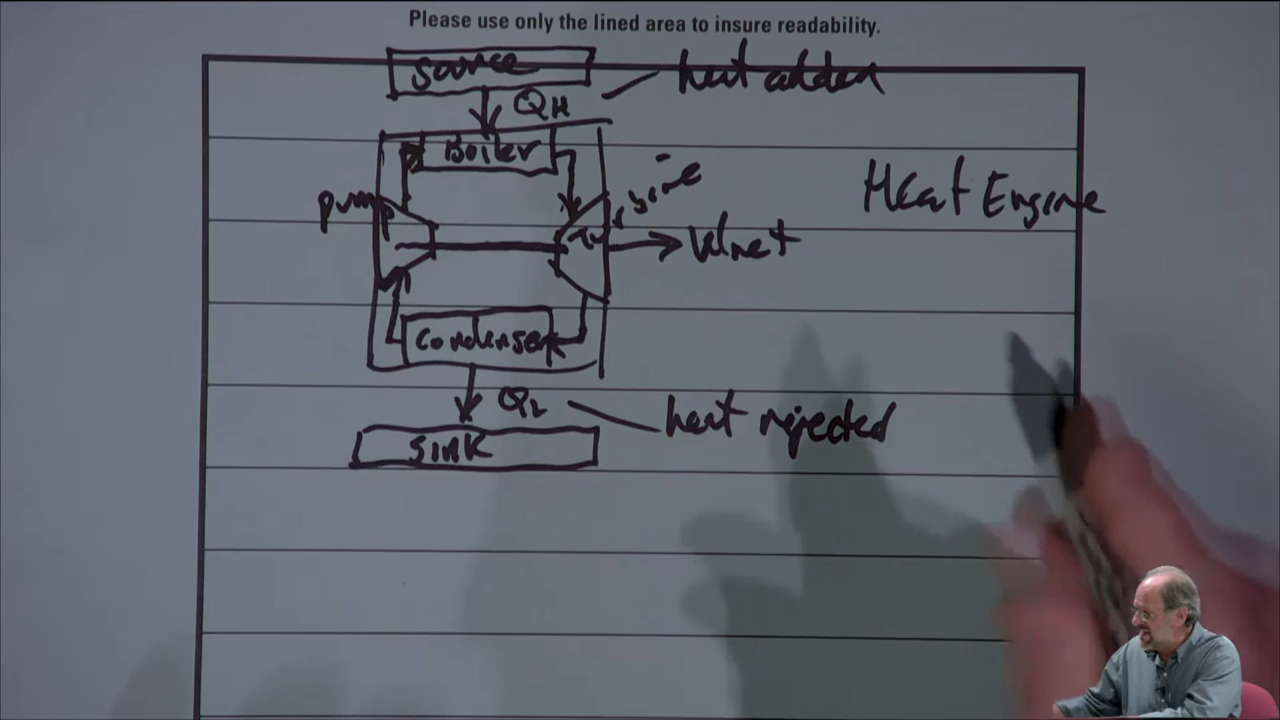 Please use only the lined area to insure readability.
source
heat added
QH
Boiler
pump
Turbine
Heat Engine
Wnet
Condenser
QL
heat rejected
sink